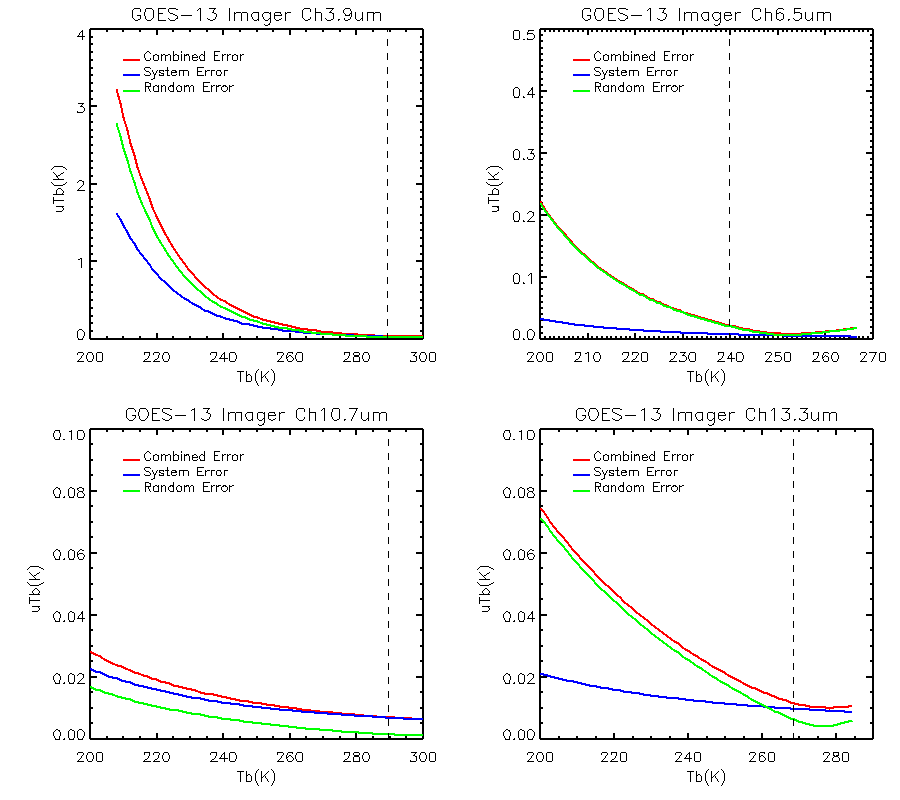 GOES-13 Imager Ch3.9um
4
3
2
1
0
uTb(K)
Combined Error
System Error
Random Error
200 220 240 260 280 300
Tb(K)
GOES-13 Imager Ch6.5um
0.5
0.4
0.3
0.2
0.1
0.0
uTb(K)
Combined Error
System Error
Random Error
200 210 220 230 240 250 260 270
Tb(K)
GOES-13 Imager Ch10.7um
0.10
0.08
0.06
0.04
0.02
0.00
uTb(K)
Combined Error
System Error
Random Error
200 220 240 260 280 300
Tb(K)
GOES-13 Imager Ch13.3um
0.10
0.08
0.06
0.04
0.02
0.00
uTb(K)
Combined Error
System Error
Random Error
200 220 240 260 280
Tb(K)